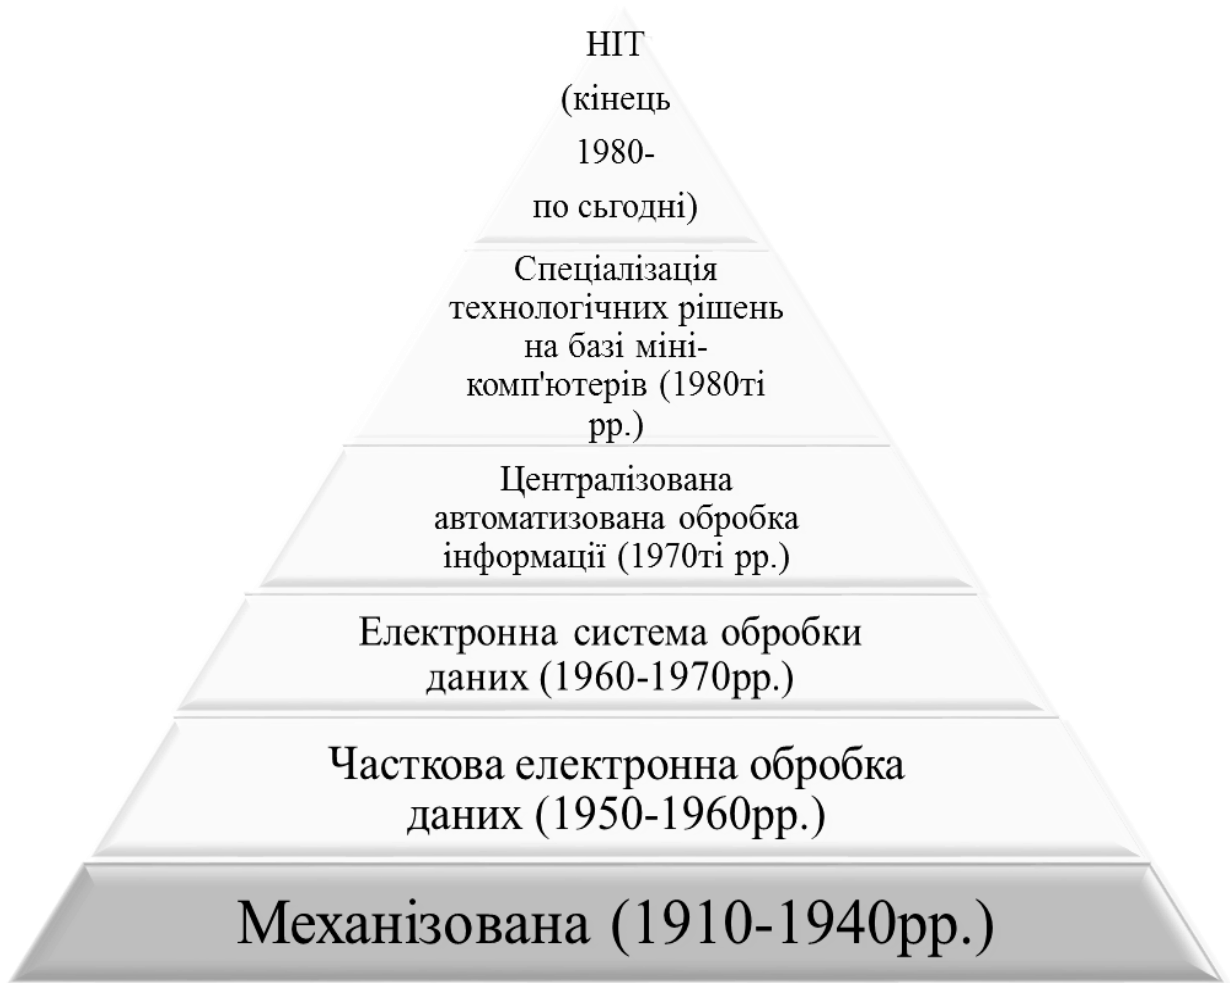 НІТ
(кінець
1980-
по сьгодні)
Спеціалізація
технологічних рішень
на базі міні-
комп'ютерів (1980ті
рр.)
Централізована
автоматизована обробка
інформації (1970ті рр.)
Електронна система обробки
даних (1960-1970рр.)
Часткова електронна обробка
даних (1950-1960рр.)
Механізована (1910-1940рр.)